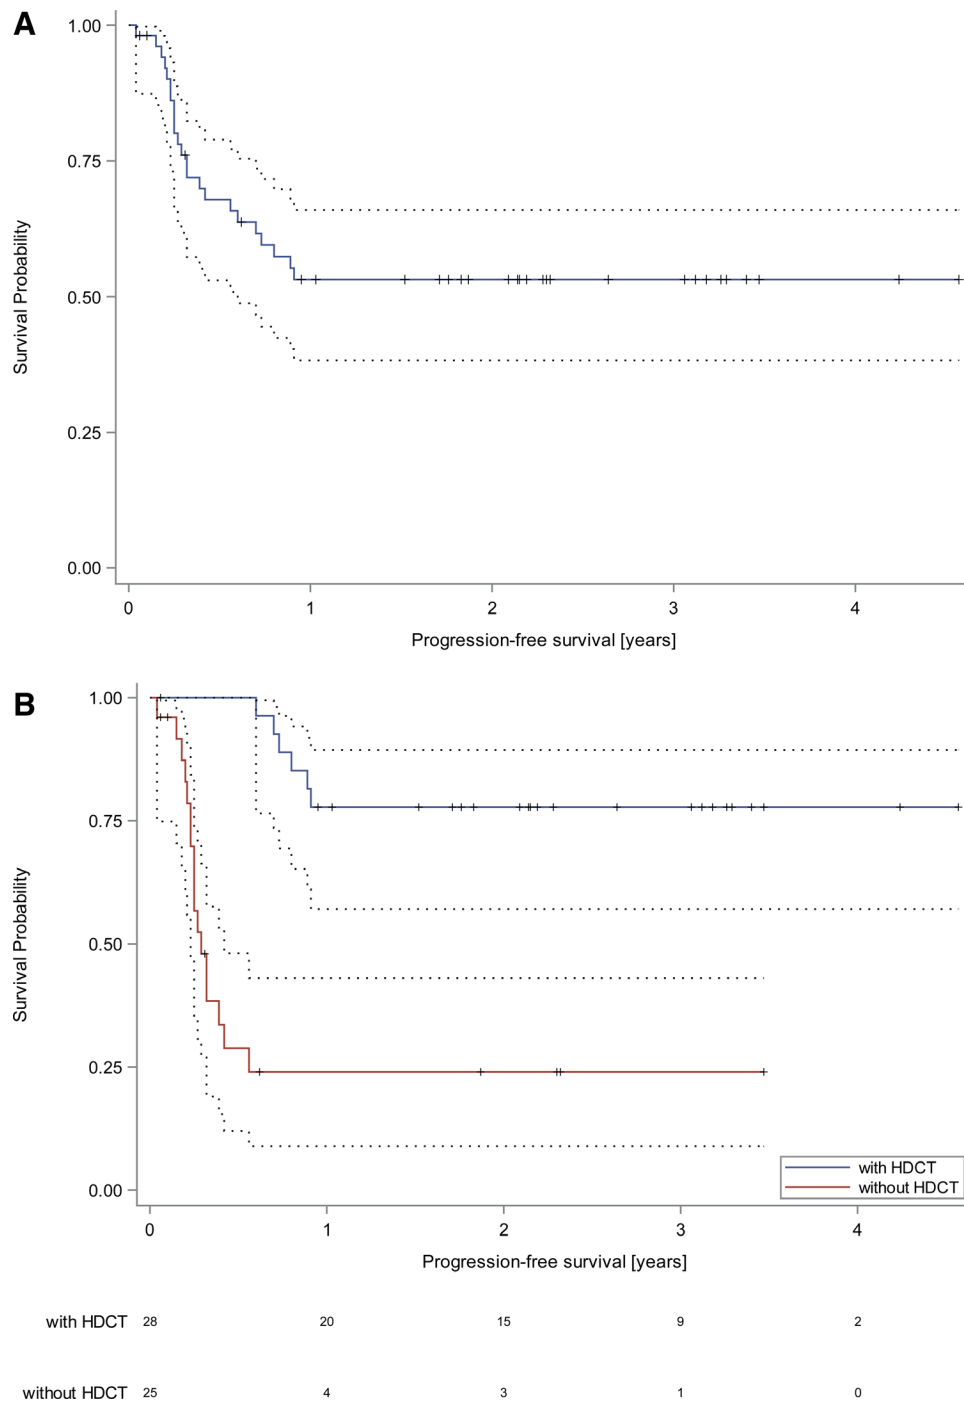 A
1.00
0.75
0.50
0.25
0.00
Survival Probability
0 1 2 3 4
Progression-free survival [years]
B
1.00
0.75
0.50
0.25
0.00
Survival Probability
with HDCT
without HDCT
0 1 2 3 4
Progression-free survival [years]
with HDCT 28 20 15 9 2
without HDCT 25 4 3 1 0